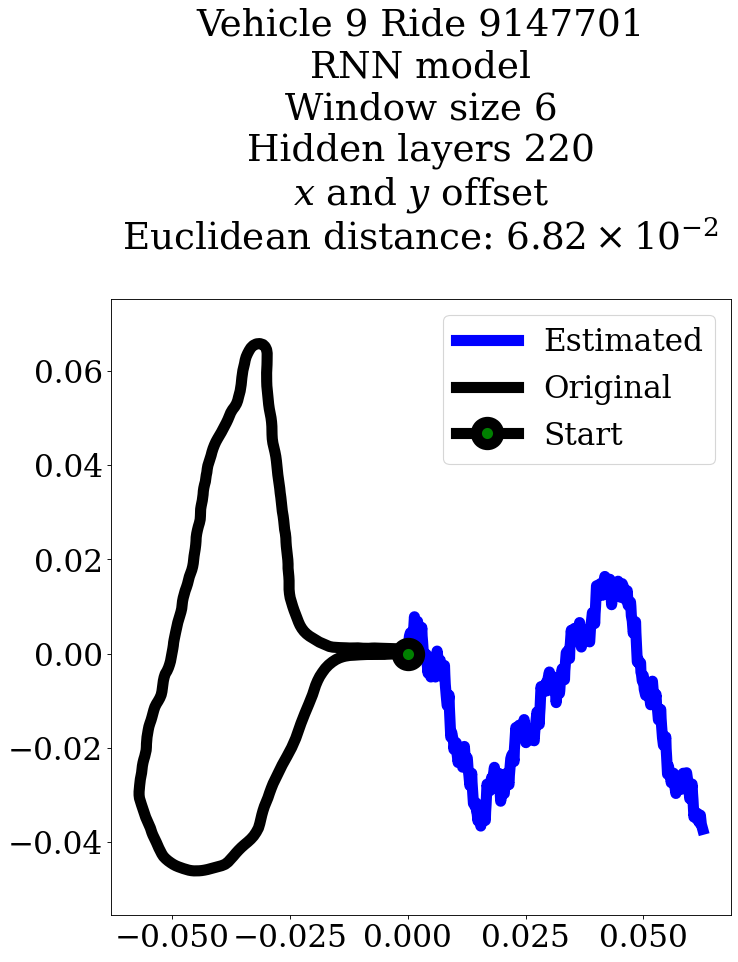 Vehicle 9 Ride 9147701
RNN model
Window size 6
Hidden layers 220
x and y offset
Euclidean distance: 6.82 × 10⁻²
Estimated
Original
Start
0.06
0.04
0.02
0.00
−0.02
−0.04
−0.050 −0.025 0.000 0.025 0.050